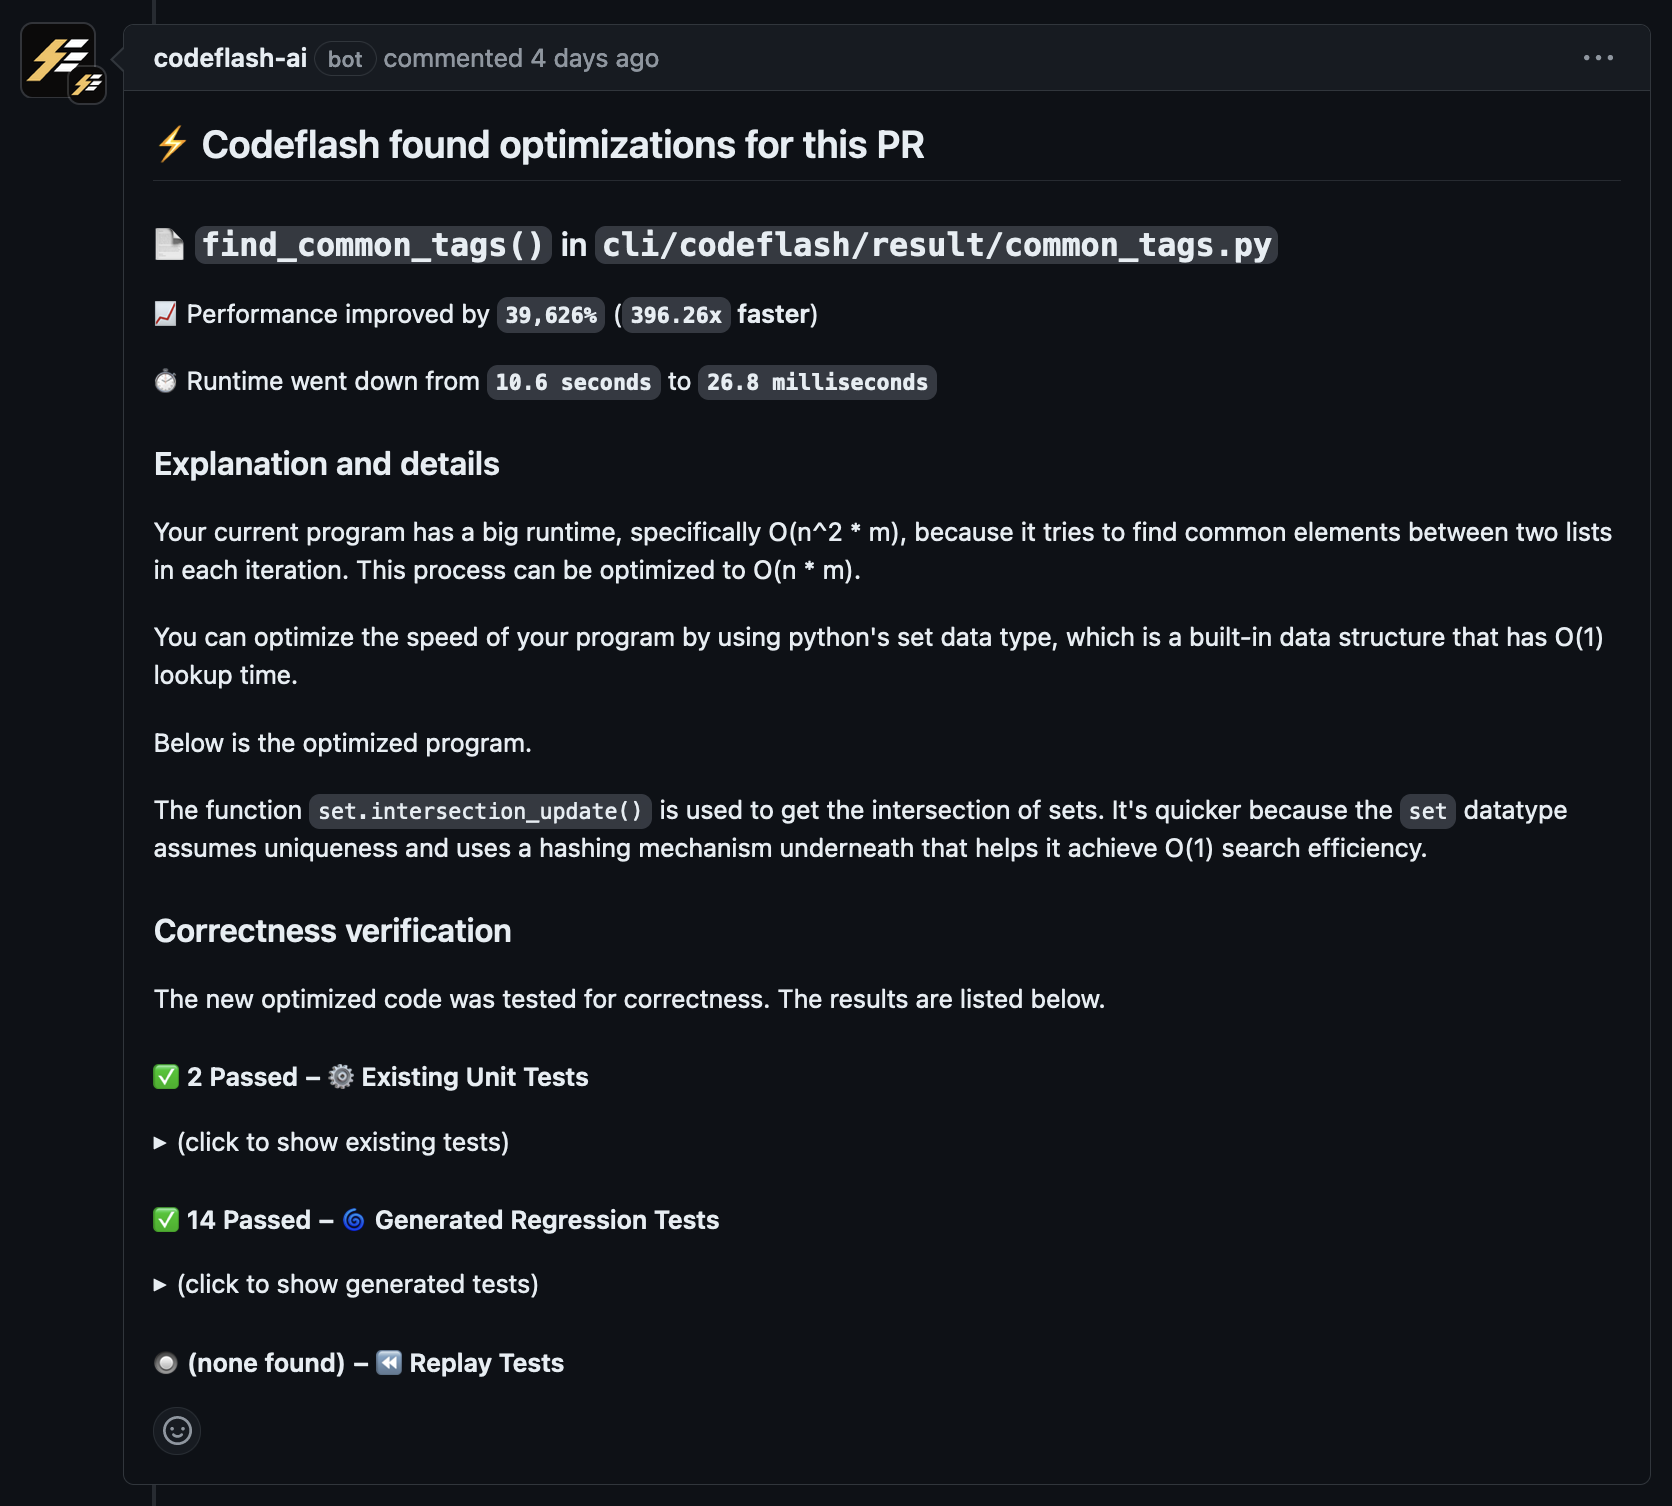 codeflash-ai bot commented 4 days ago
⚡ Codeflash found optimizations for this PR
📄 find_common_tags() in cli/codeflash/result/common_tags.py
📈 Performance improved by 39,626% (396.26x faster)
⏱️ Runtime went down from 10.6 seconds to 26.8 milliseconds
Explanation and details
Your current program has a big runtime, specifically O(n^2 * m), because it tries to find common elements between two lists
in each iteration. This process can be optimized to O(n * m).
You can optimize the speed of your program by using python's set data type, which is a built-in data structure that has O(1)
lookup time.
Below is the optimized program.
The function set.intersection_update() is used to get the intersection of sets. It's quicker because the set datatype
assumes uniqueness and uses a hashing mechanism underneath that helps it achieve O(1) search efficiency.
Correctness verification
The new optimized code was tested for correctness. The results are listed below.
✅ 2 Passed – ⚙️ Existing Unit Tests
▶ (click to show existing tests)
✅ 14 Passed – 🌀 Generated Regression Tests
▶ (click to show generated tests)
🔘 (none found) – ⏪ Replay Tests